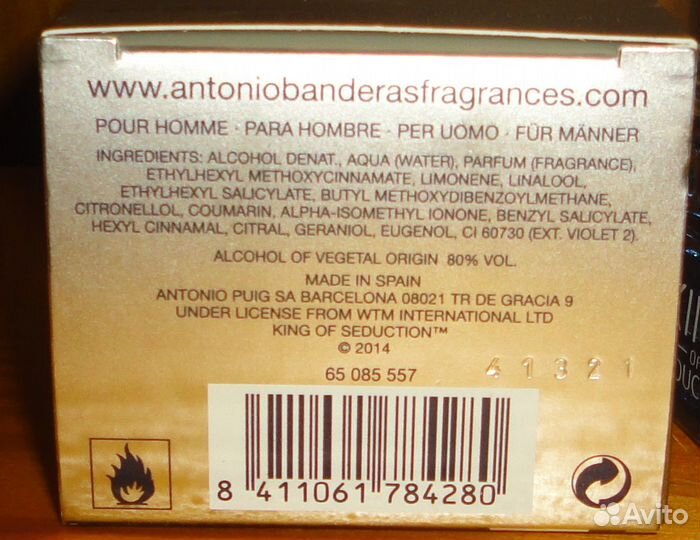 www.antoniobanderasfragrances.com
POUR HOMME · PARA HOMBRE · PER UOMO · FÜR MÄNNER
INGREDIENTS: ALCOHOL DENAT., AQUA (WATER), PARFUM (FRAGRANCE),
ETHYLHEXYL METHOXYCINNAMATE, LIMONENE, LINALOOL,
ETHYLHEXYL SALICYLATE, BUTYL METHOXYDIBENZOYLMETHANE,
CITRONELLOL, COUMARIN, ALPHA-ISOMETHYL IONONE, BENZYL SALICYLATE,
HEXYL CINNAMAL, CITRAL, GERANIOL, EUGENOL, CI 60730 (EXT. VIOLET 2).
ALCOHOL OF VEGETAL ORIGIN 80% VOL.
MADE IN SPAIN
ANTONIO PUIG SA BARCELONA 08021 TR DE GRACIA 9
UNDER LICENSE FROM WTM INTERNATIONAL LTD
KING OF SEDUCTION™
© 2014
65 085 557
41321
8 411061 784280
Avito